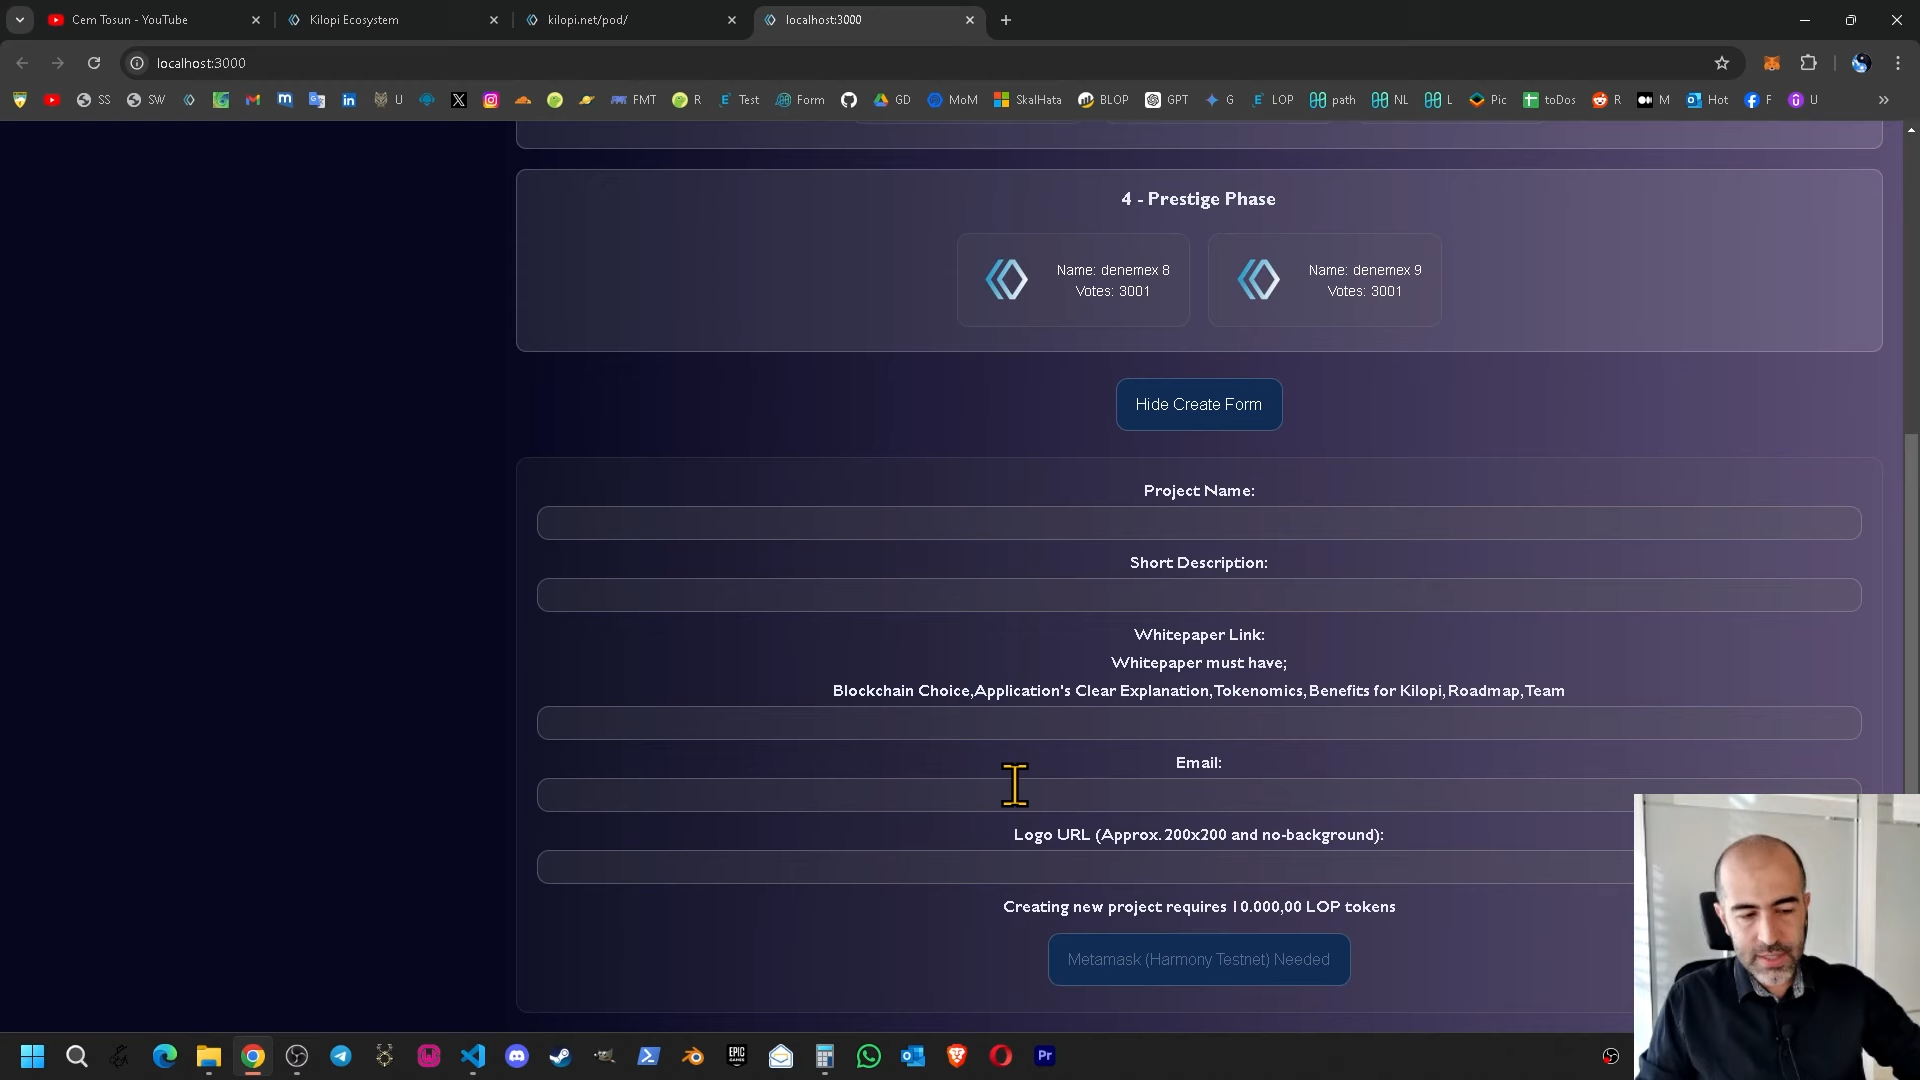 Cem Tosun - YouTube
Kilopi Ecosystem
kilopi.net/pod/
localhost:3000
localhost:3000
SS
SW
U
FMT
R
Test
Form
GD
MoM
SkalHata
BLOP
GPT
G
LOP
path
NL
L
Pic
toDos
R
M
Hot
F
U
4 - Prestige Phase
Name: denemex 8
Votes: 3001
Name: denemex 9
Votes: 3001
Hide Create Form
Project Name:
Short Description:
Whitepaper Link:
Whitepaper must have;
Blockchain Choice,Application's Clear Explanation,Tokenomics,Benefits for Kilopi,Roadmap,Team
Email:
Logo URL (Approx. 200x200 and no-background):
Creating new project requires 10.000,00 LOP tokens
Metamask (Harmony Testnet) Needed
EPIC GAMES
Pr